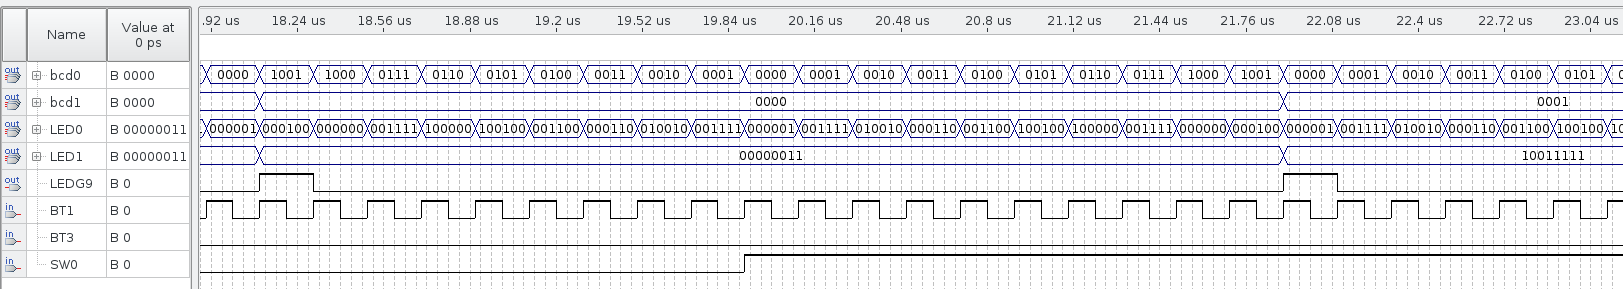 .92 us 18.24 us 18.56 us 18.88 us 19.2 us 19.52 us 19.84 us 20.16 us 20.48 us 20.8 us 21.12 us 21.44 us 21.76 us 22.08 us 22.4 us 22.72 us 23.04 us
Name Value at
0 ps
out bcd0 B 0000 0000 1001 1000 0111 0110 0101 0100 0011 0010 0001 0000 0001 0010 0011 0100 0101 0110 0111 1000 1001 0000 0001 0010 0011 0100 0101
out bcd1 B 0000 0000 0001
out LED0 B 00000011 000001 000100 000000 001111 100000 100100 001100 000110 010010 001111 000001 001111 010010 000110 001100 100100 100000 001111 000000 000100 000001 001111 010010 000110 001100 100100 10
out LED1 B 00000011 00000011 10011111
out LEDG9 B 0
in BT1 B 0
in BT3 B 0
in SW0 B 0